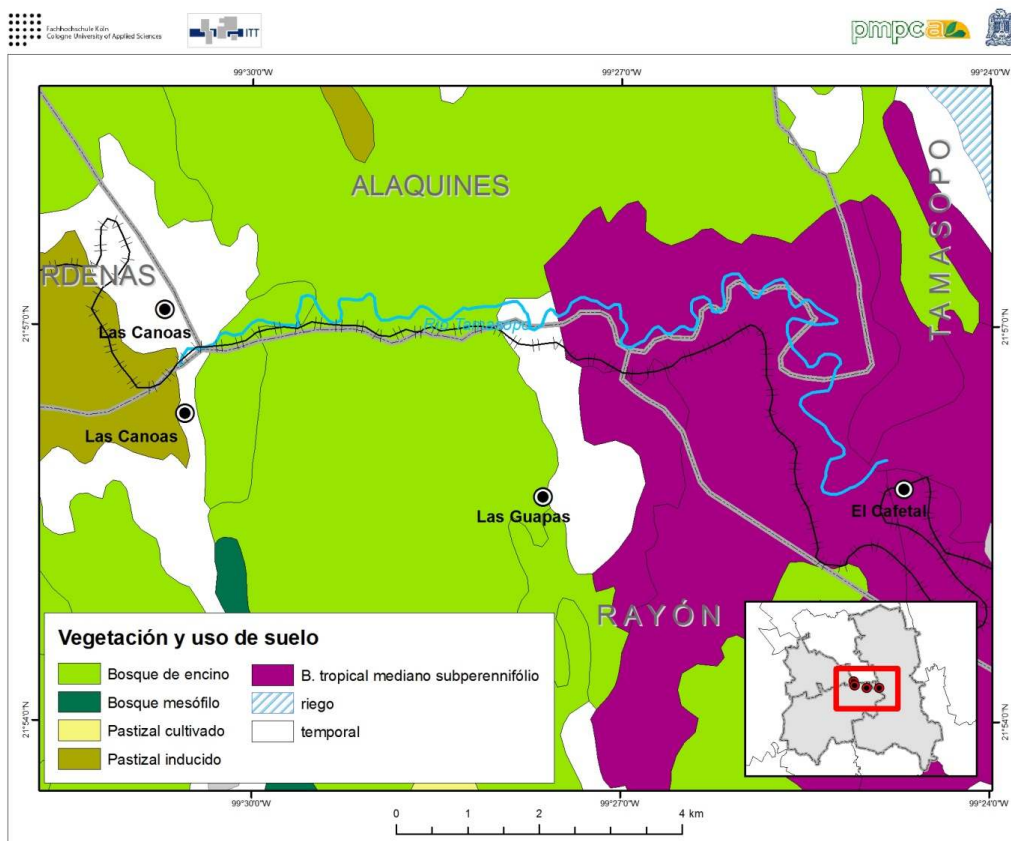 Fachhochschule Köln
Cologne University of Applied Sciences
ITT
pmpca
99°30'0"W
99°27'0"W
99°24'0"W
ALAQUINES
TAMASOPO
RDENAS
Las Canoas
21°57'0"N
21°57'0"N
Río Tamasopo
Las Canoas
Las Guapas
El Cafetal
RAYÓN
Vegetación y uso de suelo
Bosque de encino
Bosque mesófilo
Pastizal cultivado
Pastizal inducido
B. tropical mediano subperennifólio
riego
temporal
21°54'0"N
21°54'0"N
99°30'0"W
99°27'0"W
99°24'0"W
0 1 2 4 km